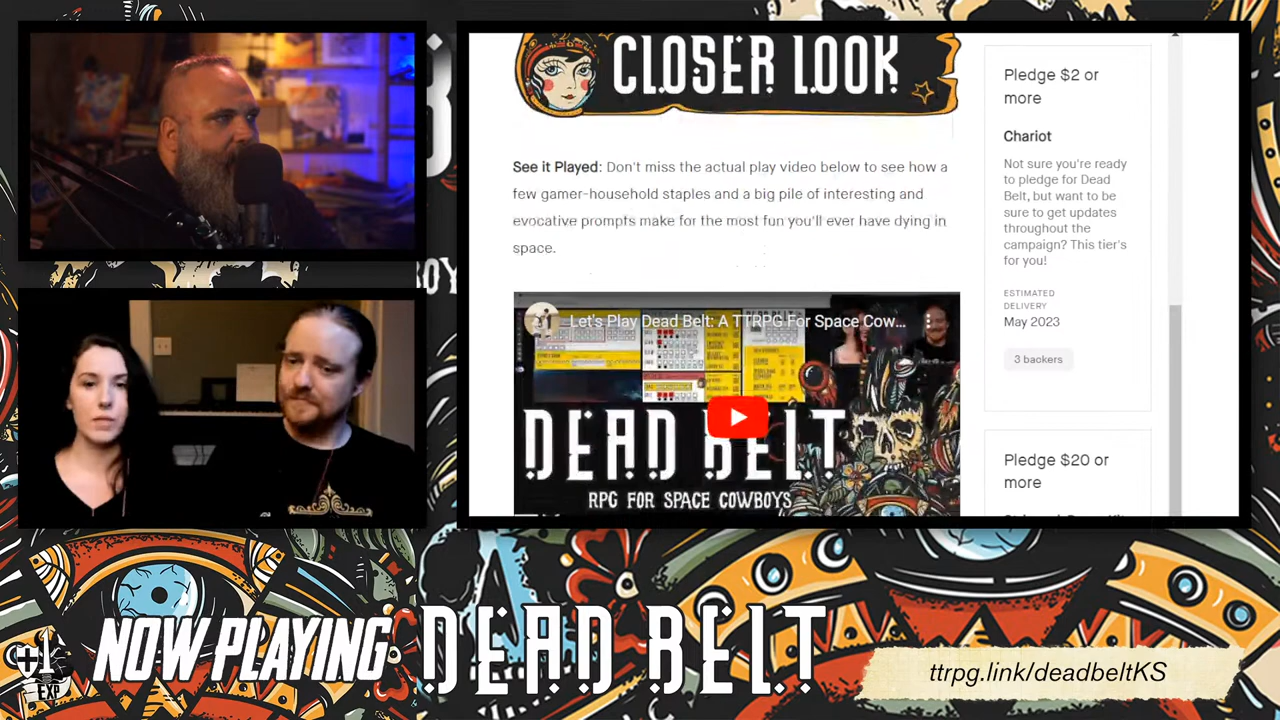 CLOSER LOOK
See it Played: Don't miss the actual play video below to see how a
few gamer-household staples and a big pile of interesting and
evocative prompts make for the most fun you'll ever have dying in
space.
Let's Play Dead Belt: A TTRPG For Space Cow...
DEAD BELT
RPG FOR SPACE COWBOYS
Pledge $2 or
more
Chariot
Not sure you're ready
to pledge for Dead
Belt, but want to be
sure to get updates
throughout the
campaign? This tier's
for you!
ESTIMATED
DELIVERY
May 2023
3 backers
Pledge $20 or
more
+1
EXP
NOW PLAYING
DEAD BELT
ttrpg.link/deadbeltKS